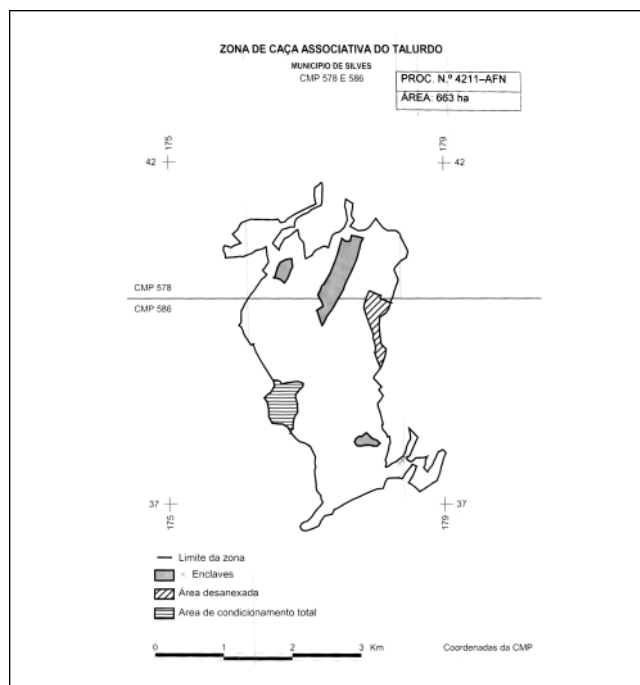 ZONA DE CAÇA ASSOCIATIVA DO TALURDO
MUNICIPIO DE SILVES
CMP 578 E 586
PROC. N.º 4211–AFN
ÁREA: 663 ha
175
179
42
42
CMP 578
CMP 586
37
37
175
179
Limite da zona
Enclaves
Área desanexada
Area de condicionamento total
0 1 2 3 Km
Coordenadas da CMP